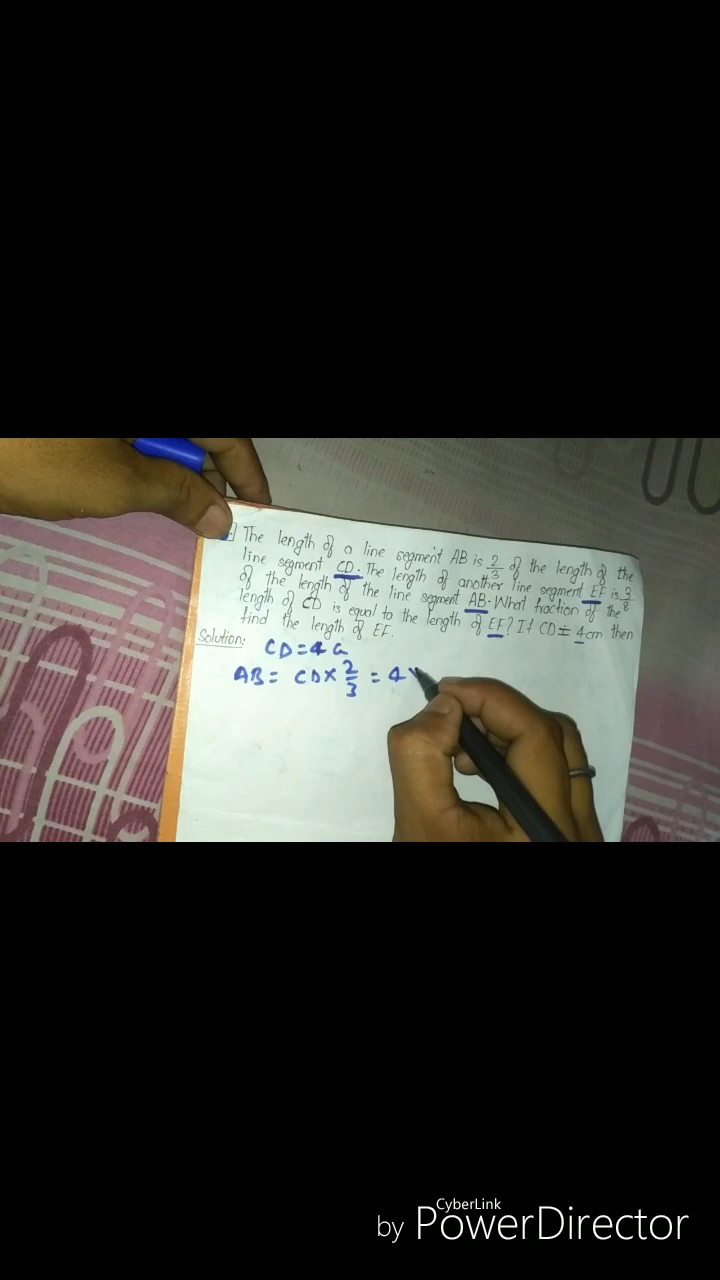 The length of a line segment AB is 2/3 of the length of the
line segment CD. The length of another line segment EF is 3/8
of the length of the line segment AB. What fraction of the
length of CD is equal to the length of EF? If CD = 4cm then
find the length of EF.
Solution:
CD = 4 c
AB = CD × 2/3 = 4
CyberLink
by PowerDirector